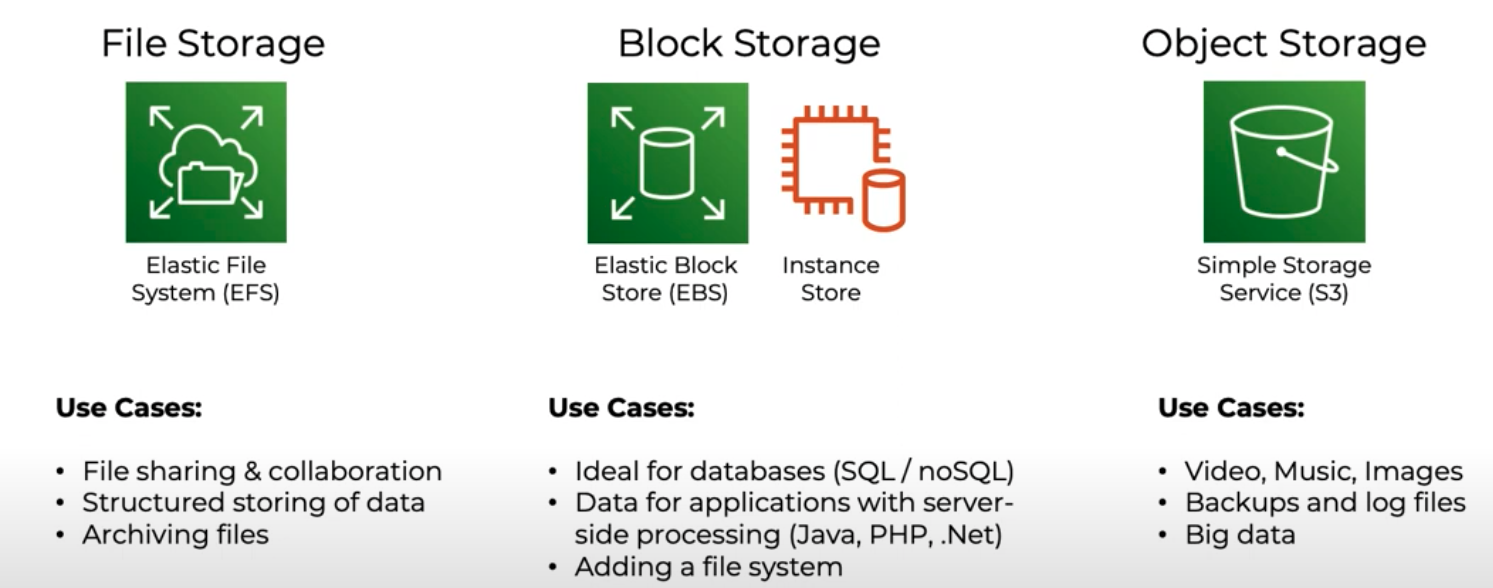 File Storage
Elastic File
System (EFS)
Use Cases:
• File sharing & collaboration
• Structured storing of data
• Archiving files
Block Storage
Elastic Block
Store (EBS)
Instance
Store
Use Cases:
• Ideal for databases (SQL / noSQL)
• Data for applications with server-
side processing (Java, PHP, .Net)
• Adding a file system
Object Storage
Simple Storage
Service (S3)
Use Cases:
• Video, Music, Images
• Backups and log files
• Big data